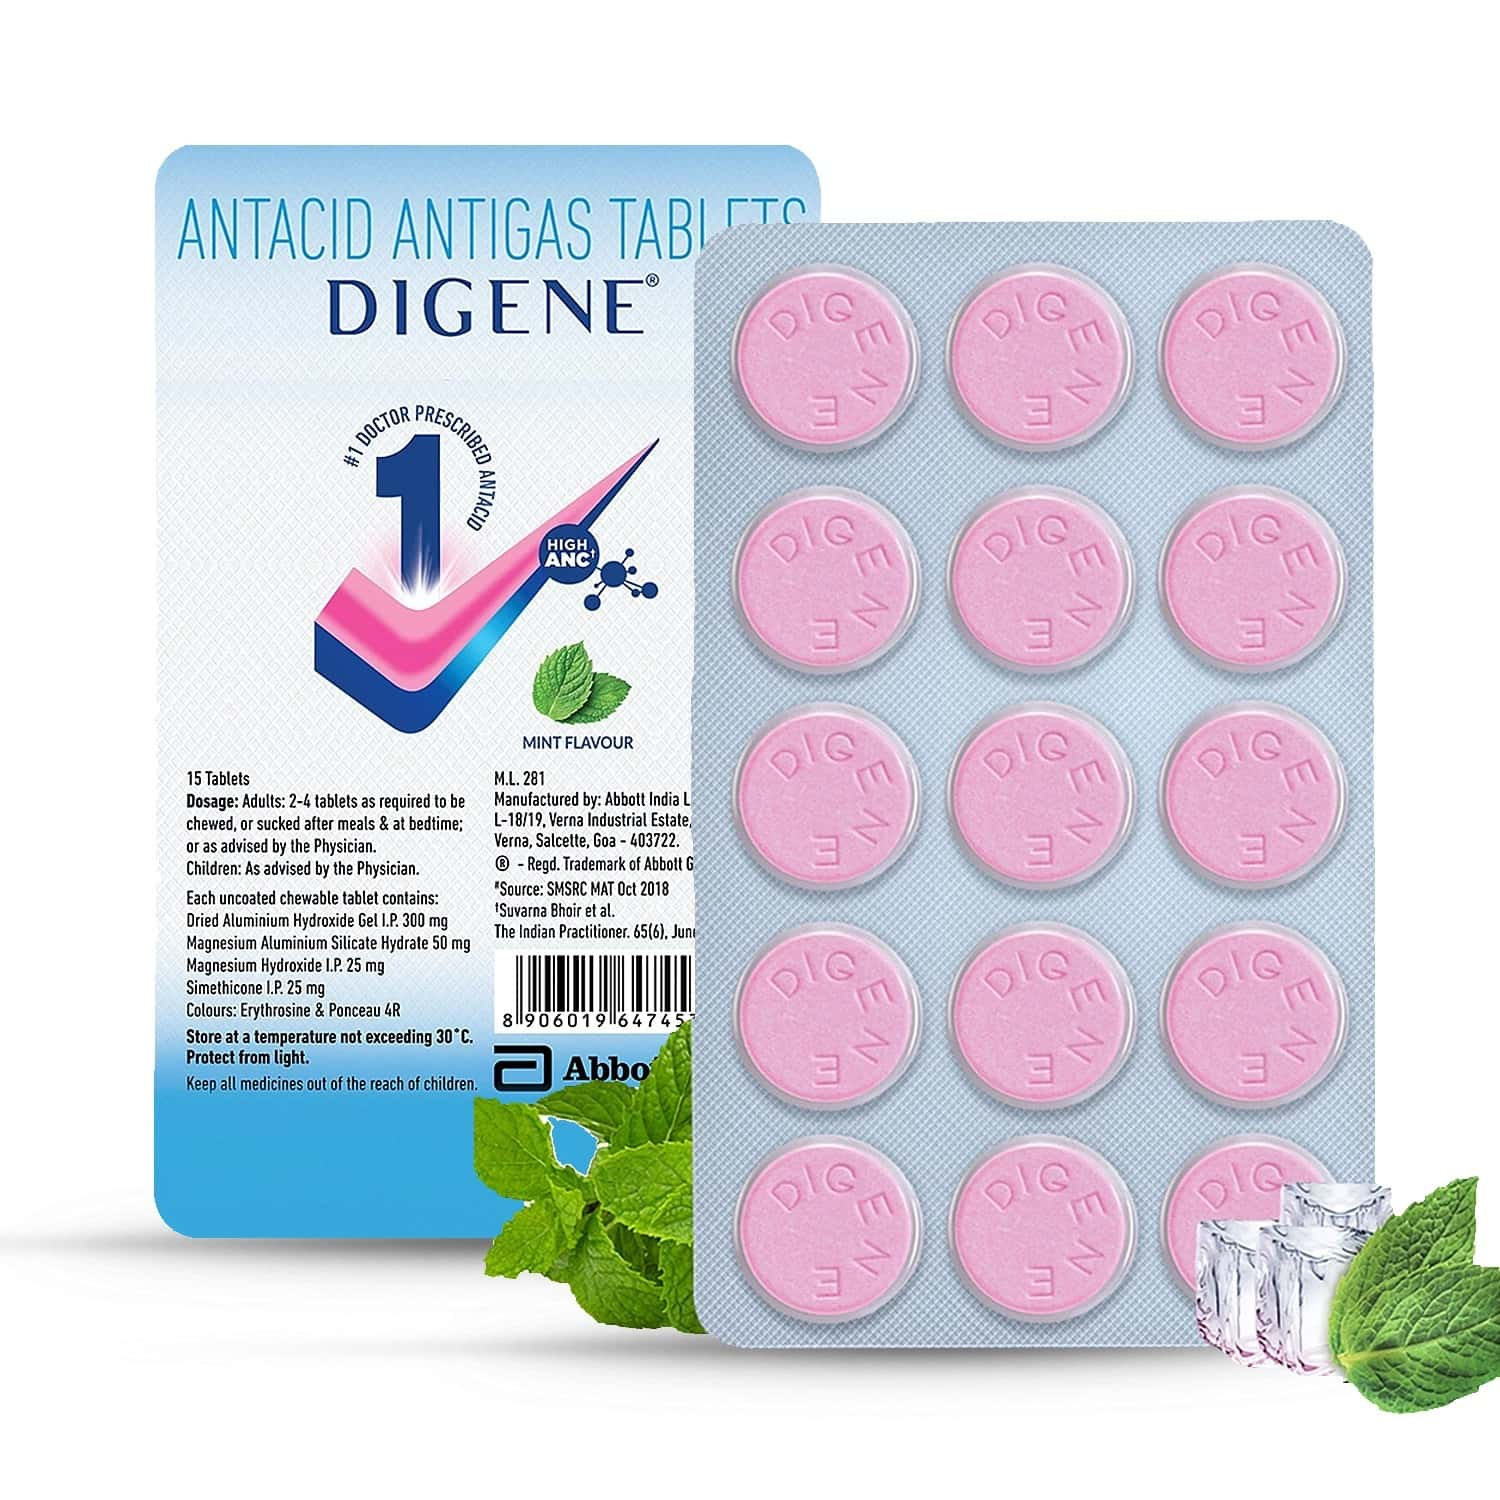 ANTACID ANTIGAS TABLETS
DIGENE®
#1 DOCTOR PRESCRIBED ANTACID
1
HIGH
ANC†
MINT FLAVOUR
15 Tablets
Dosage: Adults: 2-4 tablets as required to be
chewed, or sucked after meals & at bedtime;
or as advised by the Physician.
Children: As advised by the Physician.
Each uncoated chewable tablet contains:
Dried Aluminium Hydroxide Gel I.P. 300 mg
Magnesium Aluminium Silicate Hydrate 50 mg
Magnesium Hydroxide I.P. 25 mg
Simethicone I.P. 25 mg
Colours: Erythrosine & Ponceau 4R
Store at a temperature not exceeding 30°C.
Protect from light.
Keep all medicines out of the reach of children.
M.L. 281
Manufactured by: Abbott India
L-18/19, Verna Industrial Estate,
Verna, Salcette, Goa - 403722.
® - Regd. Trademark of Abbott
#Source: SMSRC MAT Oct 2018
†Suvarna Bhoir et al.
The Indian Practitioner. 65(6),
8 906019 64745
Abbott
DIGENE DIGENE DIGENE
DIGENE DIGENE DIGENE
DIGENE DIGENE DIGENE
DIGENE DIGENE DIGENE
DIGENE DIGENE DIG